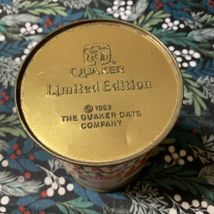 QUAKER
Limited Edition
© 1982
THE QUAKER OATS
COMPANY